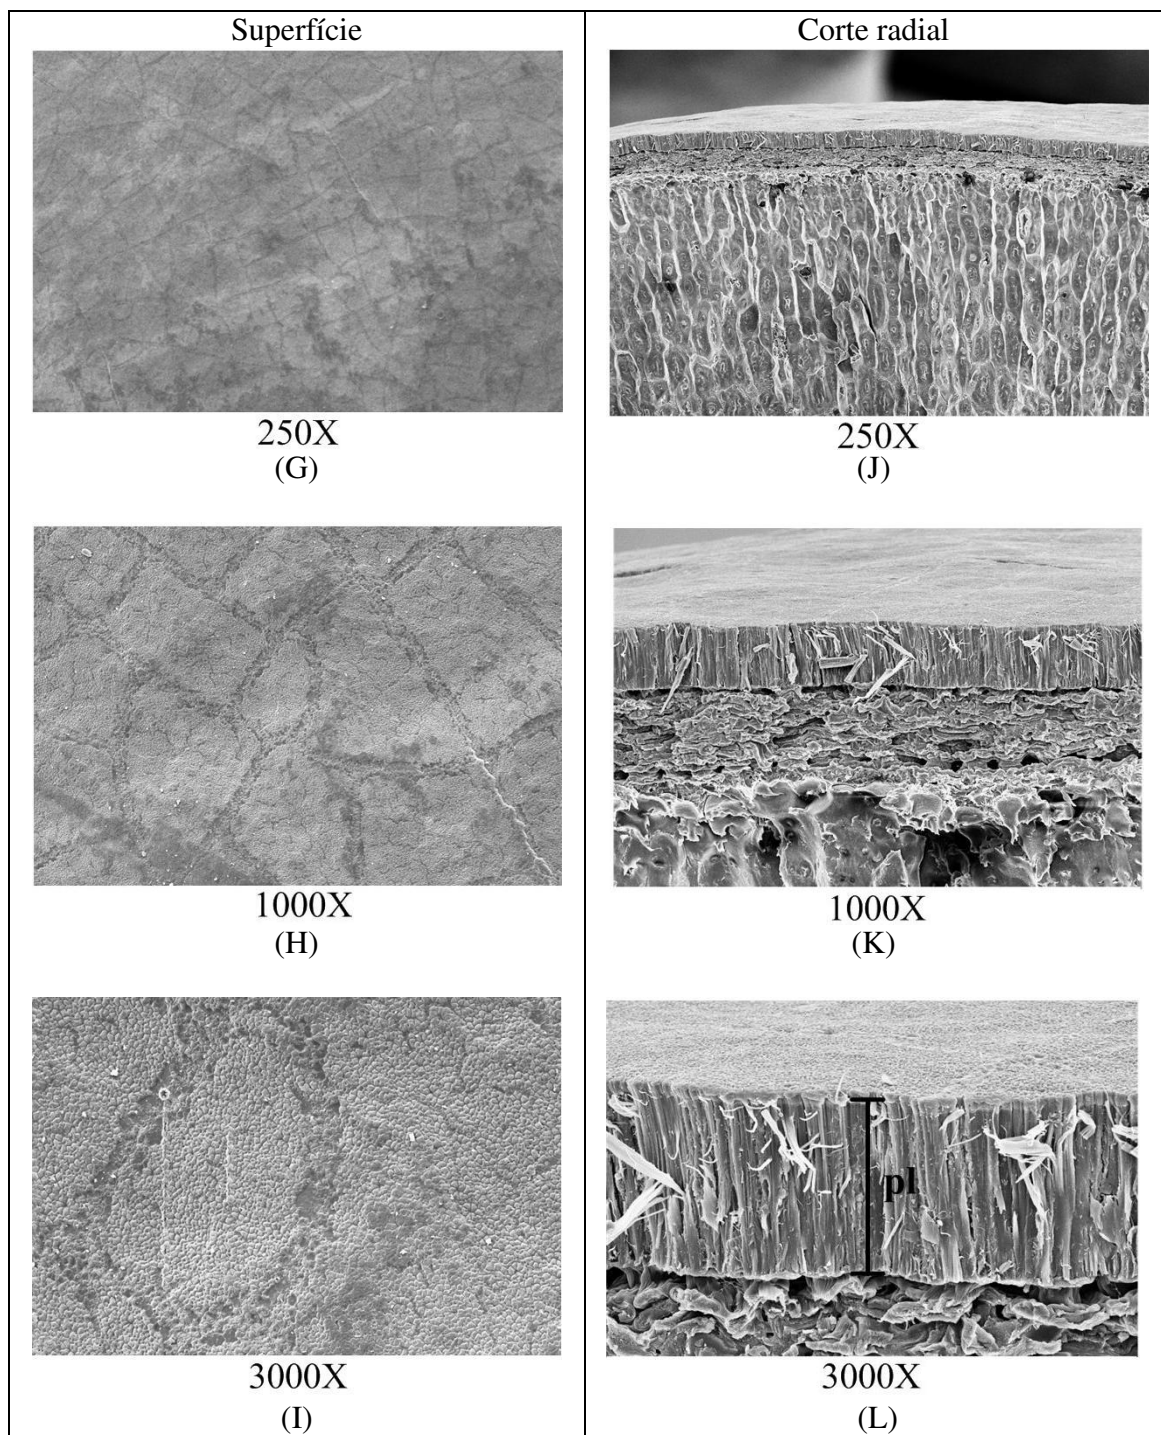 Superfície
Corte radial
250X
(G)
250X
(J)
1000X
(H)
1000X
(K)
pl
3000X
(I)
3000X
(L)